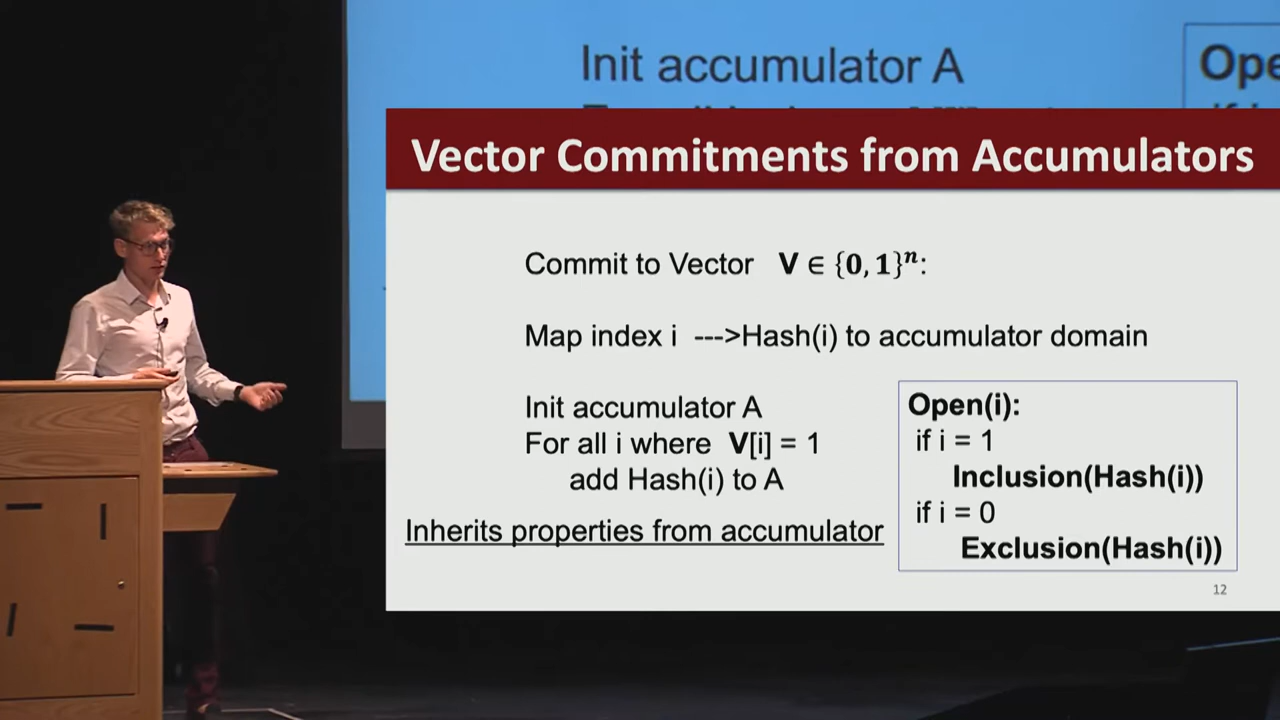 Init accumulator A
Vector Commitments from Accumulators
Commit to Vector V ∈ {0, 1}ⁿ:
Map index i --->Hash(i) to accumulator domain
Init accumulator A
For all i where V[i] = 1
add Hash(i) to A
Inherits properties from accumulator
Open(i):
if i = 1
Inclusion(Hash(i))
if i = 0
Exclusion(Hash(i))
12